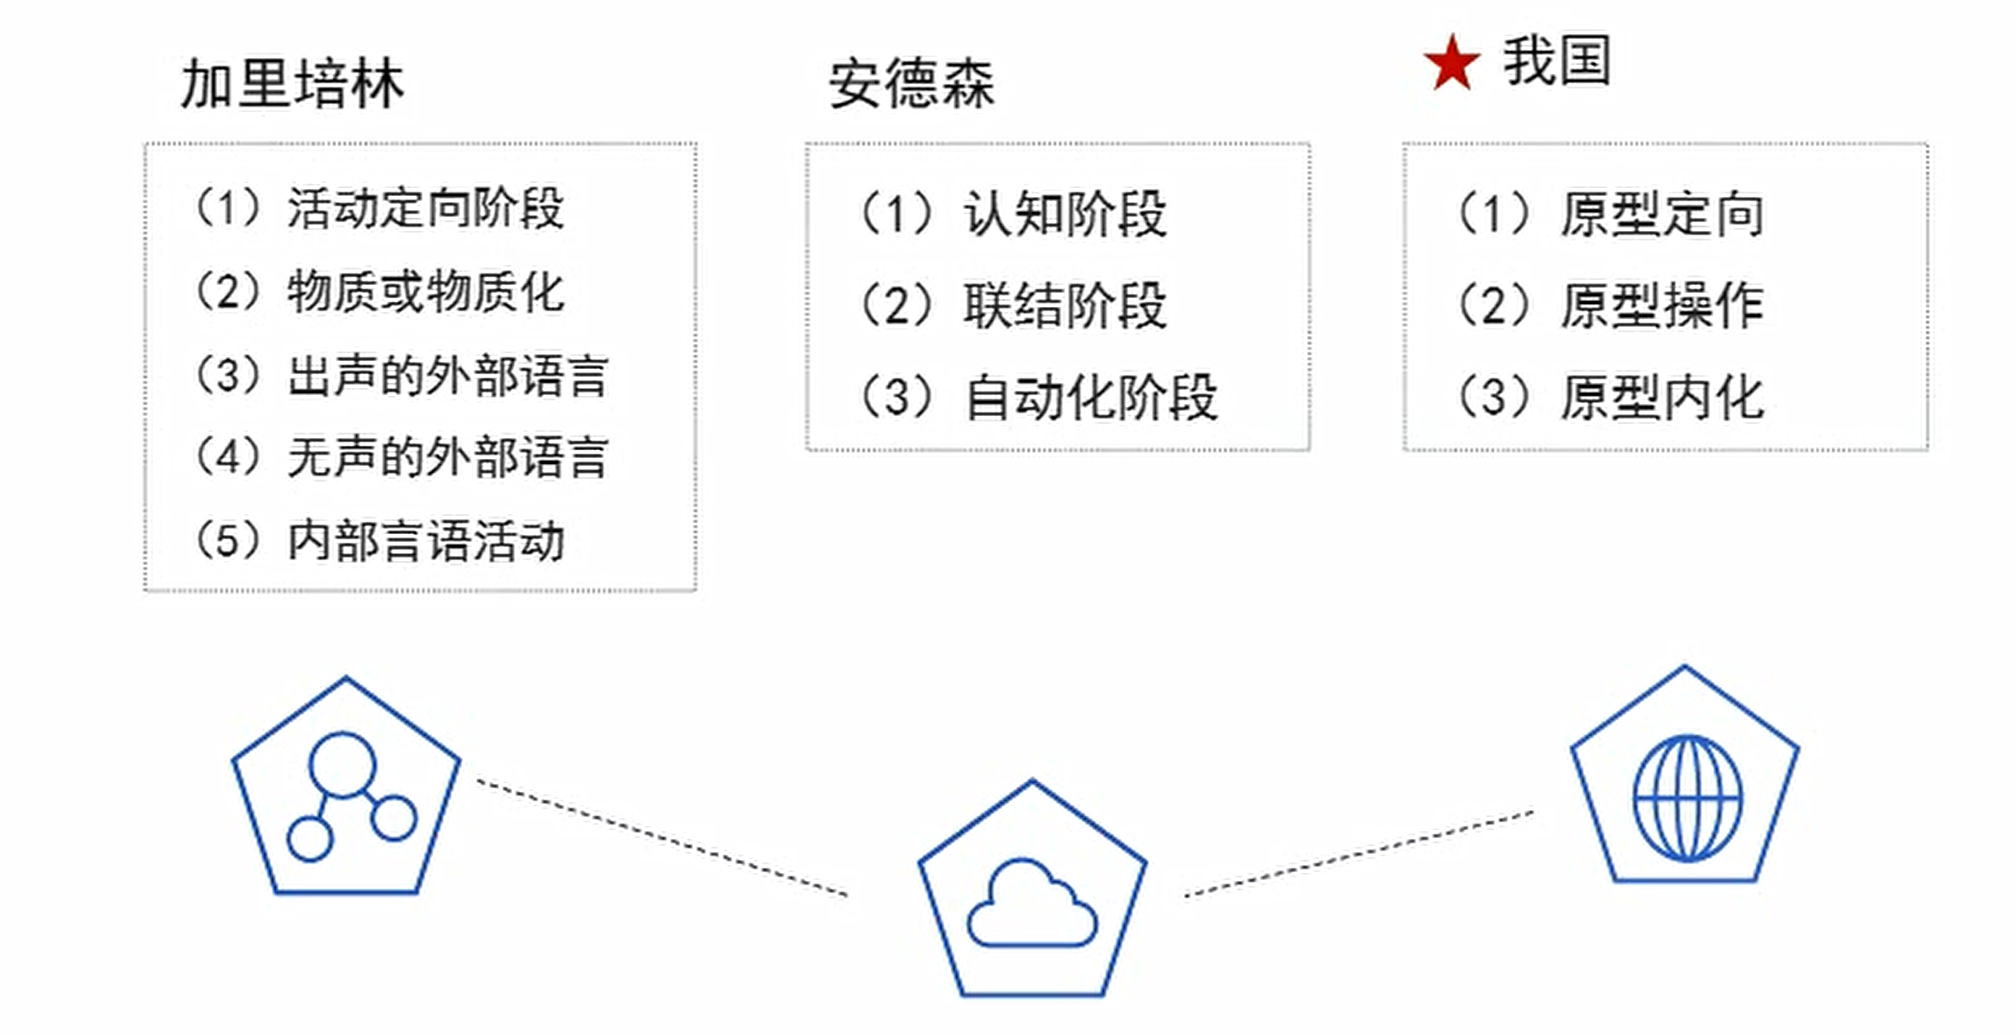 加里培林
（1）活动定向阶段
（2）物质或物质化
（3）出声的外部语言
（4）无声的外部语言
（5）内部言语活动
安德森
（1）认知阶段
（2）联结阶段
（3）自动化阶段
我国
（1）原型定向
（2）原型操作
（3）原型内化